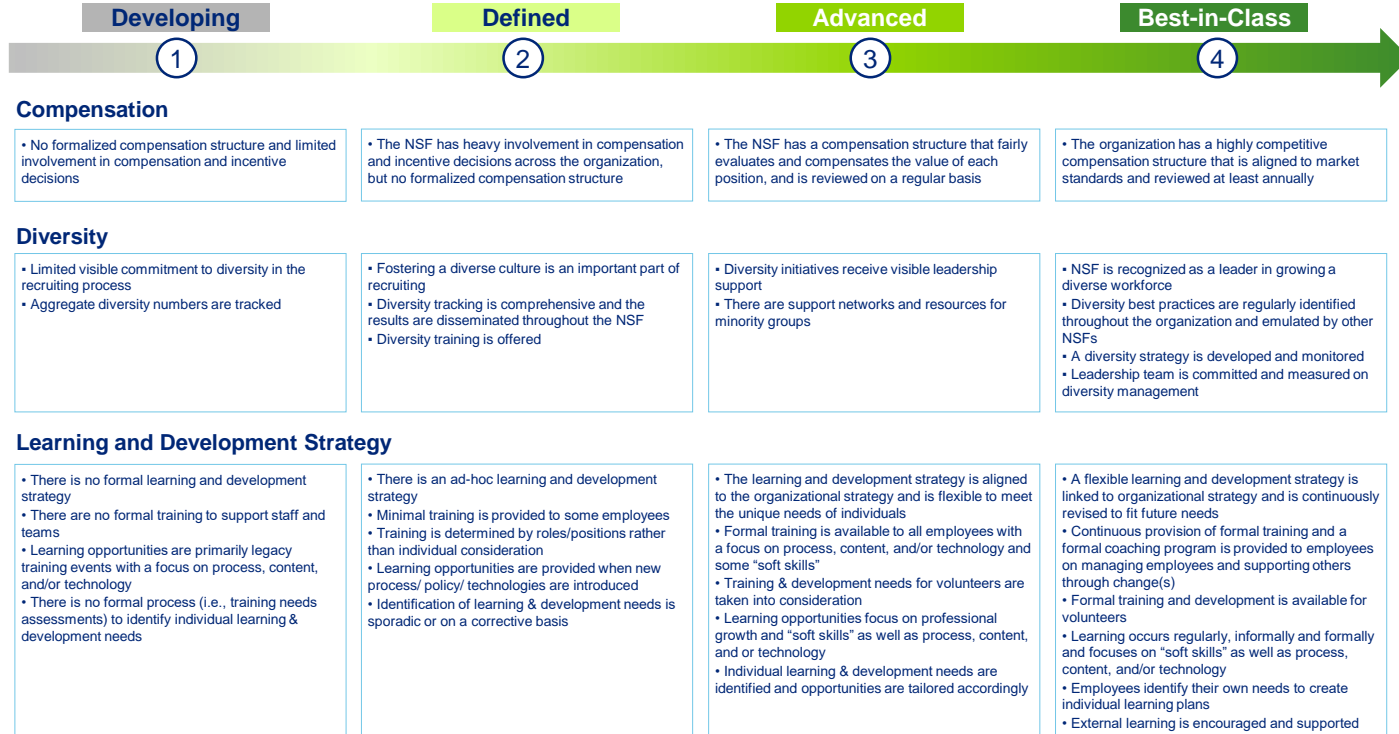 Developing
Defined
Advanced
Best-in-Class
1
2
3
4
Compensation
• No formalized compensation structure and limited
involvement in compensation and incentive
decisions
• The NSF has heavy involvement in compensation
and incentive decisions across the organization,
but no formalized compensation structure
• The NSF has a compensation structure that fairly
evaluates and compensates the value of each
position, and is reviewed on a regular basis
• The organization has a highly competitive
compensation structure that is aligned to market
standards and reviewed at least annually
Diversity
▪ Limited visible commitment to diversity in the
recruiting process
▪ Aggregate diversity numbers are tracked
▪ Fostering a diverse culture is an important part of
recruiting
▪ Diversity tracking is comprehensive and the
results are disseminated throughout the NSF
▪ Diversity training is offered
▪ Diversity initiatives receive visible leadership
support
▪ There are support networks and resources for
minority groups
▪ NSF is recognized as a leader in growing a
diverse workforce
▪ Diversity best practices are regularly identified
throughout the organization and emulated by other
NSFs
▪ A diversity strategy is developed and monitored
▪ Leadership team is committed and measured on
diversity management
Learning and Development Strategy
• There is no formal learning and development
strategy
• There are no formal training to support staff and
teams
• Learning opportunities are primarily legacy
training events with a focus on process, content,
and/or technology
• There is no formal process (i.e., training needs
assessments) to identify individual learning &
development needs
• There is an ad-hoc learning and development
strategy
• Minimal training is provided to some employees
• Training is determined by roles/positions rather
than individual consideration
• Learning opportunities are provided when new
process/ policy/ technologies are introduced
• Identification of learning & development needs is
sporadic or on a corrective basis
• The learning and development strategy is aligned
to the organizational strategy and is flexible to meet
the unique needs of individuals
• Formal training is available to all employees with
a focus on process, content, and/or technology and
some “soft skills”
• Training & development needs for volunteers are
taken into consideration
• Learning opportunities focus on professional
growth and “soft skills” as well as process, content,
and or technology
• Individual learning & development needs are
identified and opportunities are tailored accordingly
• A flexible learning and development strategy is
linked to organizational strategy and is continuously
revised to fit future needs
• Continuous provision of formal training and a
formal coaching program is provided to employees
on managing employees and supporting others
through change(s)
• Formal training and development is available for
volunteers
• Learning occurs regularly, informally and formally
and focuses on “soft skills” as well as process,
content, and/or technology
• Employees identify their own needs to create
individual learning plans
• External learning is encouraged and supported